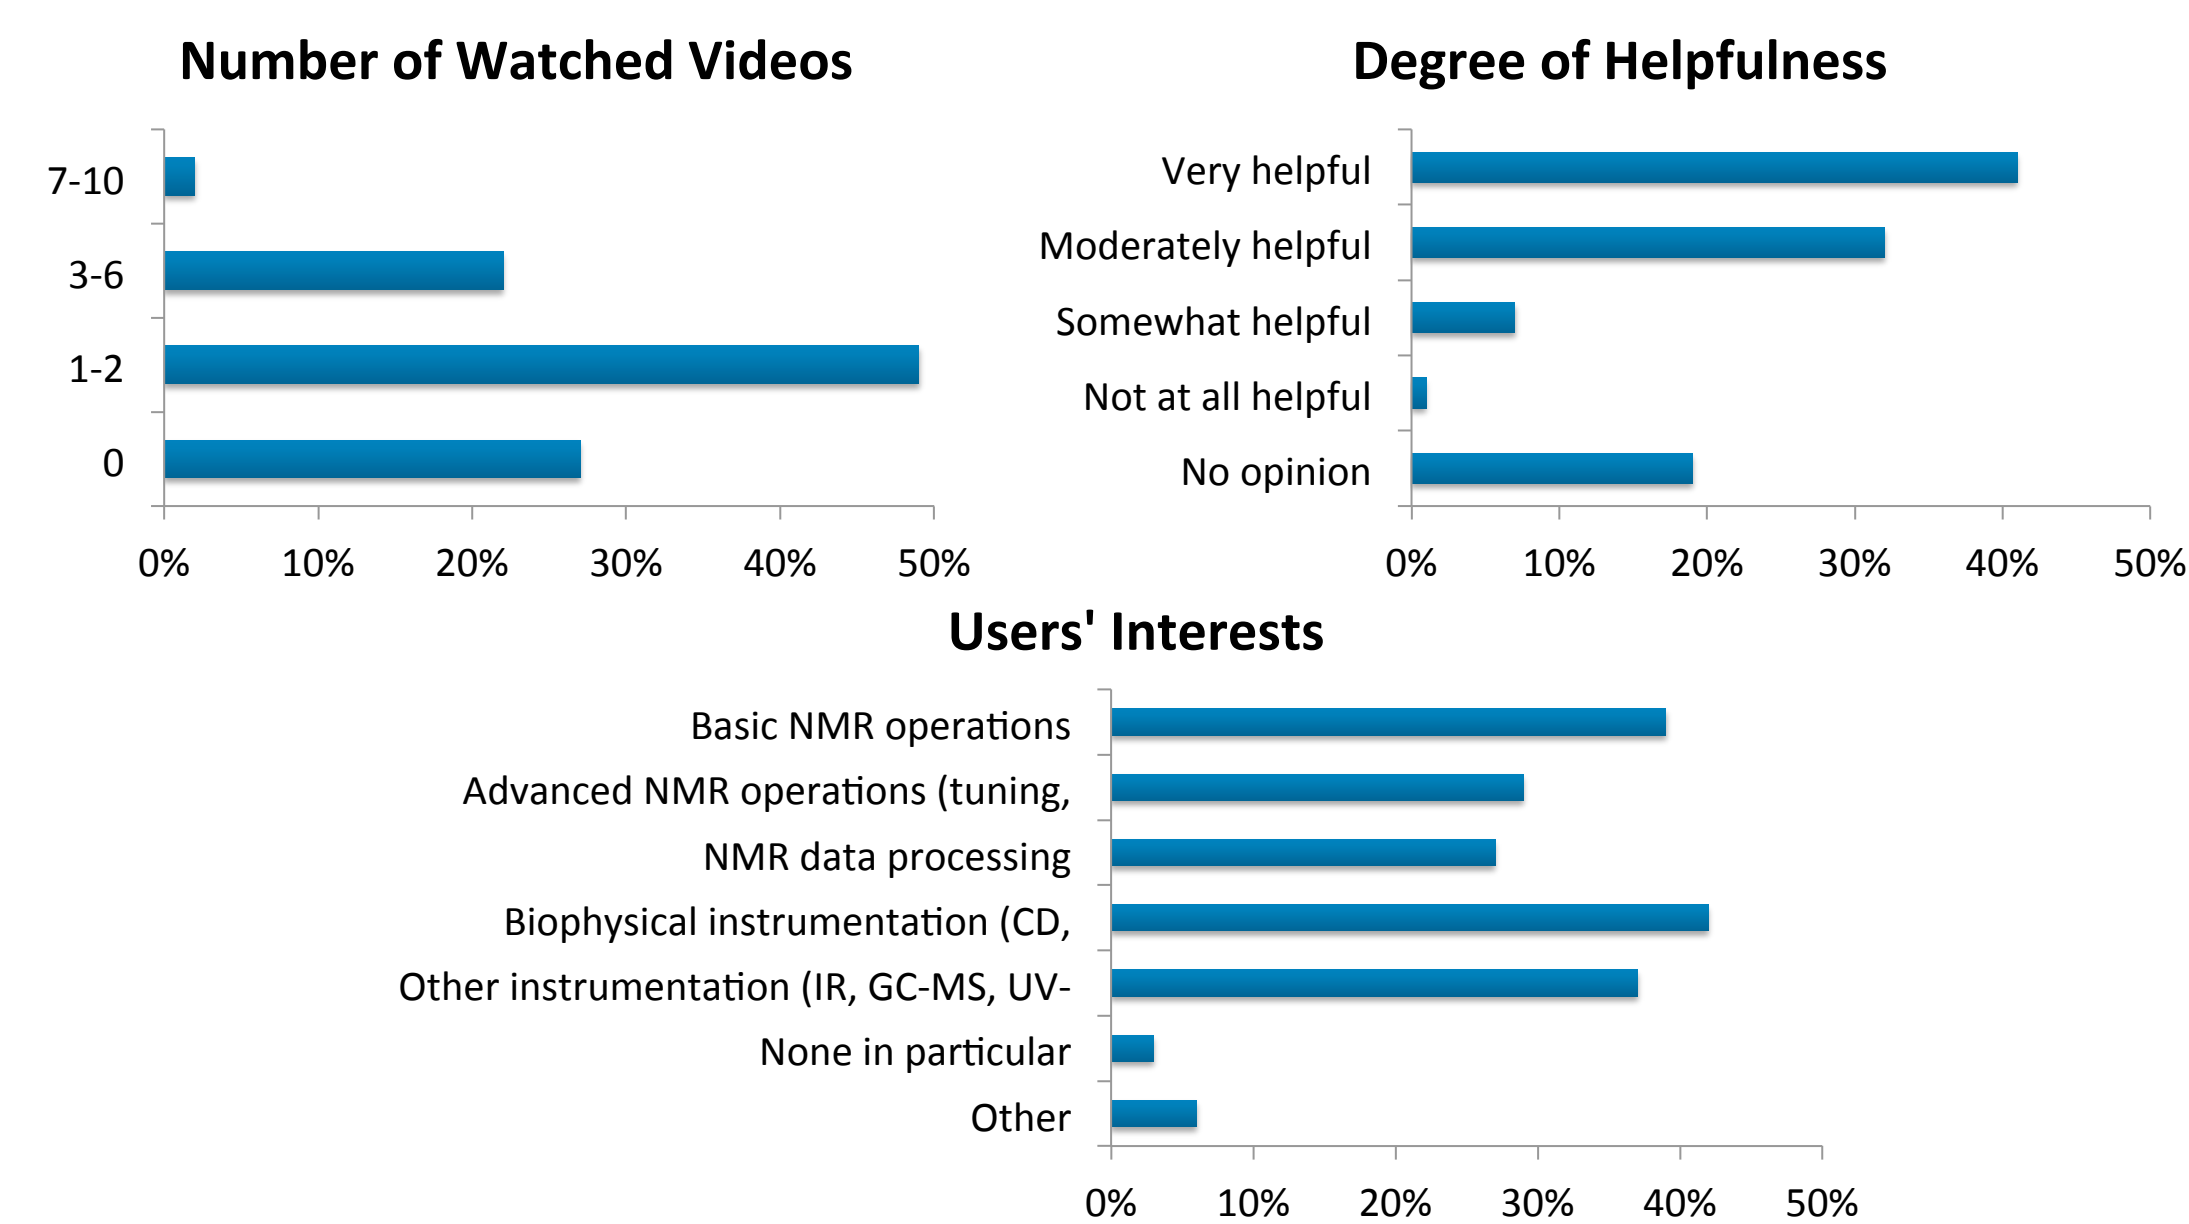 Number of Watched Videos
7-10
3-6
1-2
0
0% 10% 20% 30% 40% 50%
Degree of Helpfulness
Very helpful
Moderately helpful
Somewhat helpful
Not at all helpful
No opinion
0% 10% 20% 30% 40% 50%
Users' Interests
Basic NMR operations
Advanced NMR operations (tuning,
NMR data processing
Biophysical instrumentation (CD,
Other instrumentation (IR, GC-MS, UV-
None in particular
Other
0% 10% 20% 30% 40% 50%